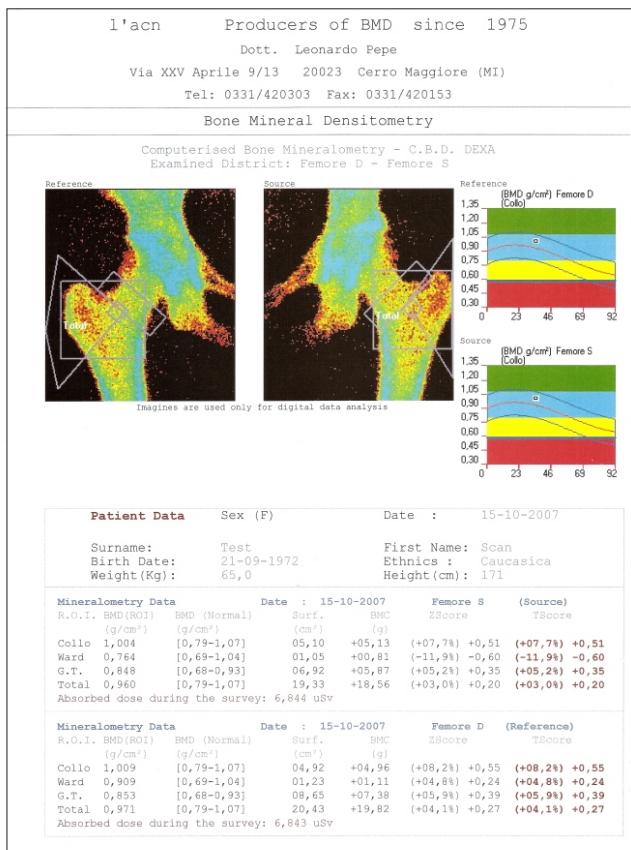 l'acn Producers of BMD since 1975
Dott. Leonardo Pepe
Via XXV Aprile 9/13 20023 Cerro Maggiore (MI)
Tel: 0331/420303 Fax: 0331/420153
Bone Mineral Densitometry
Computerised Bone Mineralometry - C.B.D. DEXA
Examined District: Femore D - Femore S
Reference
Source
Reference
(BMD g/cm²) Femore D
(Collo)
1,35
1,20
1,05
0,90
0,75
0,60
0,45
0,30
0 23 46 69 92
Total
Total
Source
(BMD g/cm²) Femore S
(Collo)
1,35
1,20
1,05
0,90
0,75
0,60
0,45
0,30
0 23 46 69 92
Imagines are used only for digital data analysis
Patient Data Sex (F) Date : 15-10-2007
Surname: Test First Name: Scan
Birth Date: 21-09-1972 Ethnics : Caucasica
Weight(Kg): 65,0 Height(cm): 171
Mineralometry Data Date : 15-10-2007 Femore S (Source)
R.O.I. BMD(ROI) BMD (Normal) Surf. BMC ZScore TScore
(g/cm²) (g/cm²) (cm²) (g)
Collo 1,004 [0,79-1,07] 05,10 +05,13 (+07,7%) +0,51 (+07,7%) +0,51
Ward 0,764 [0,69-1,04] 01,05 +00,81 (-11,9%) -0,60 (-11,9%) -0,60
G.T. 0,848 [0,68-0,93] 06,92 +05,87 (+05,2%) +0,35 (+05,2%) +0,35
Total 0,960 [0,79-1,07] 19,33 +18,56 (+03,0%) +0,20 (+03,0%) +0,20
Absorbed dose during the survey: 6,844 uSv
Mineralometry Data Date : 15-10-2007 Femore D (Reference)
R.O.I. BMD(ROI) BMD (Normal) Surf. BMC ZScore TScore
(g/cm²) (g/cm²) (cm²) (g)
Collo 1,009 [0,79-1,07] 04,92 +04,96 (+08,2%) +0,55 (+08,2%) +0,55
Ward 0,909 [0,69-1,04] 01,23 +01,11 (+04,8%) +0,24 (+04,8%) +0,24
G.T. 0,853 [0,68-0,93] 08,65 +07,38 (+05,9%) +0,39 (+05,9%) +0,39
Total 0,971 [0,79-1,07] 20,43 +19,82 (+04,1%) +0,27 (+04,1%) +0,27
Absorbed dose during the survey: 6,843 uSv